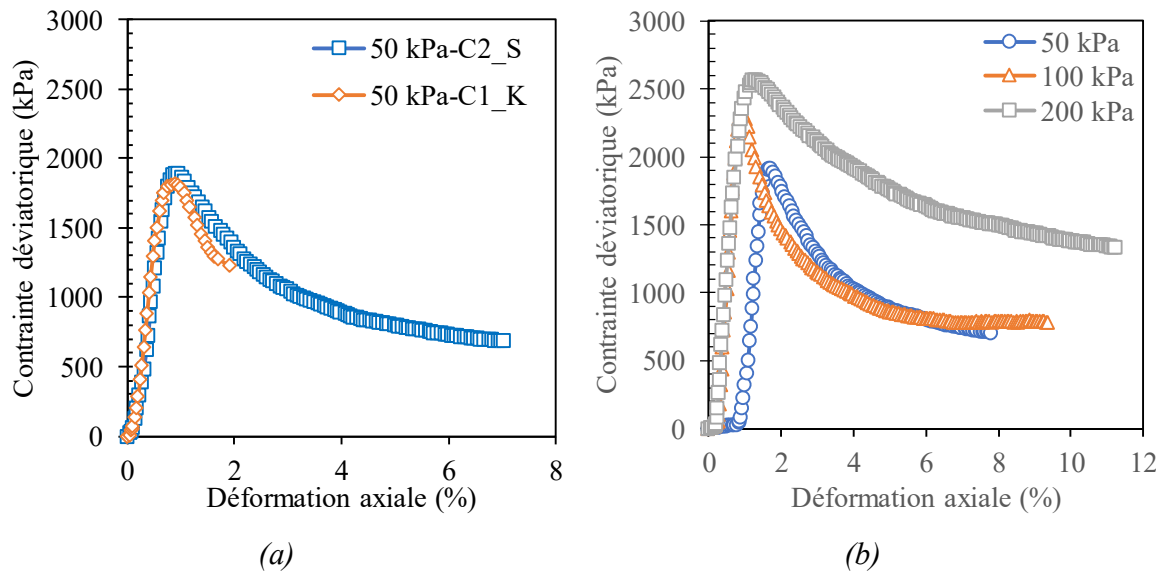 Contrainte déviatorique (kPa)
3000
2500
2000
1500
1000
500
0
50 kPa-C2_S
50 kPa-C1_K
0 2 4 6 8
Déformation axiale (%)
(a)
Contrainte déviatorique (kPa)
3000
2500
2000
1500
1000
500
0
50 kPa
100 kPa
200 kPa
0 2 4 6 8 10 12
Déformation axiale (%)
(b)